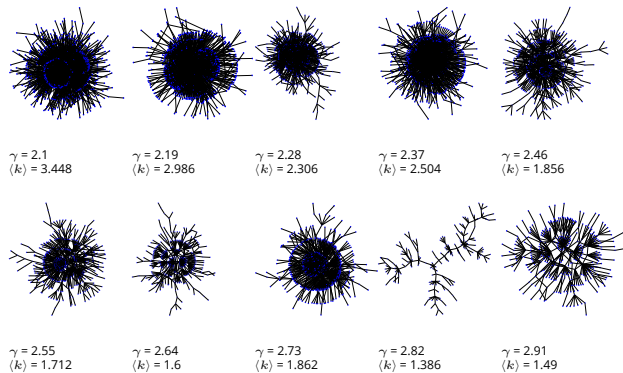 γ = 2.1
⟨k⟩ = 3.448
γ = 2.19
⟨k⟩ = 2.986
γ = 2.28
⟨k⟩ = 2.306
γ = 2.37
⟨k⟩ = 2.504
γ = 2.46
⟨k⟩ = 1.856
γ = 2.55
⟨k⟩ = 1.712
γ = 2.64
⟨k⟩ = 1.6
γ = 2.73
⟨k⟩ = 1.862
γ = 2.82
⟨k⟩ = 1.386
γ = 2.91
⟨k⟩ = 1.49